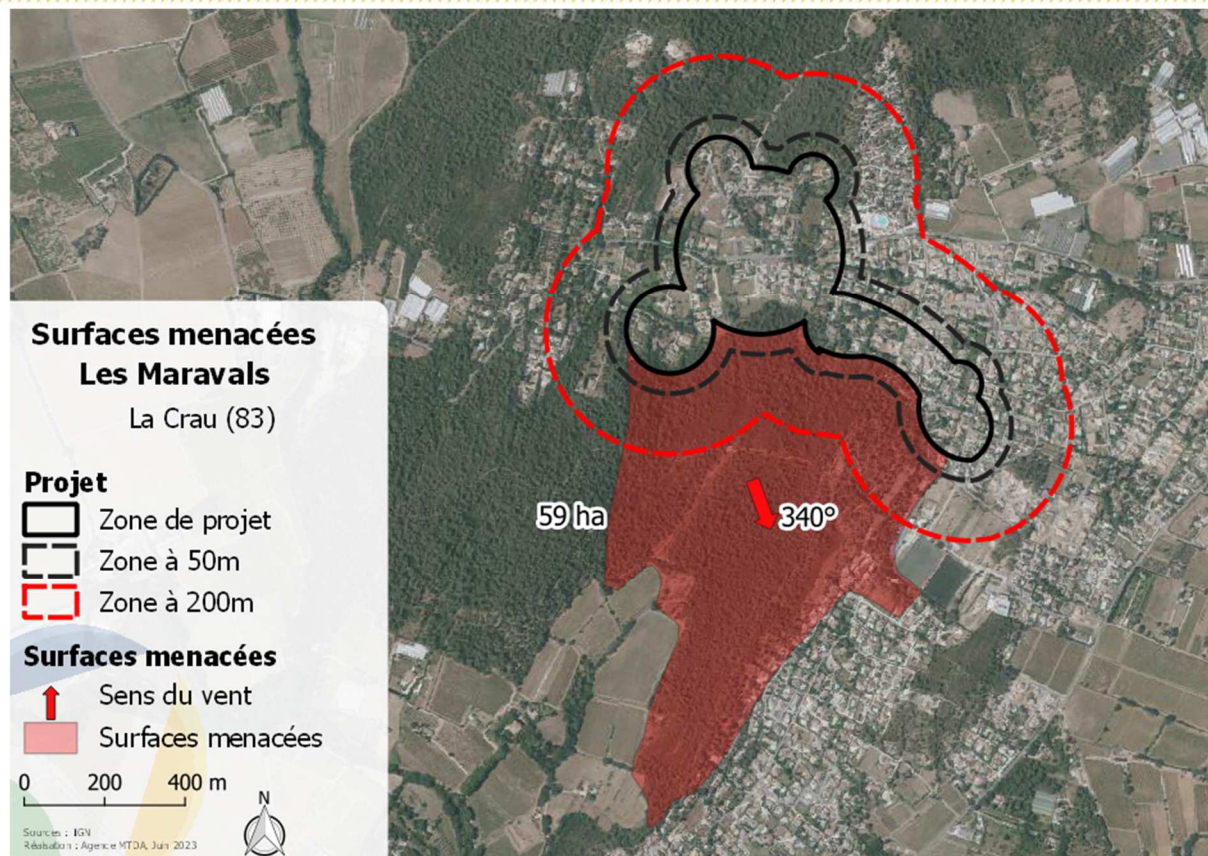 Surfaces menacées
Les Maravals
La Crau (83)
Projet
Zone de projet
Zone à 50m
Zone à 200m
Surfaces menacées
Sens du vent
Surfaces menacées
0 200 400 m
N
Sources : IGN
Réalisation : Agence MTDA, Juin 2023
59 ha
340°